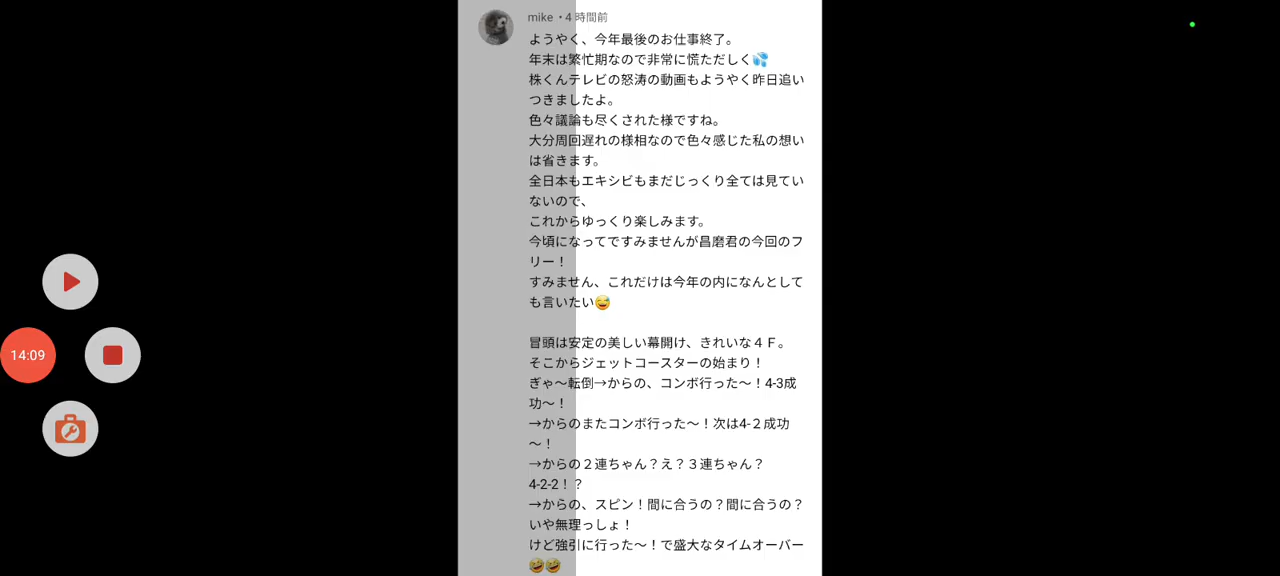 mike • 4 時間前
ようやく、今年最後のお仕事終了。
年末は繁忙期なので非常に慌ただしく💦
株くんテレビの怒涛の動画もようやく昨日追い
つきましたよ。
色々議論も尽くされた様ですね。
大分周回遅れの様相なので色々感じた私の想い
は省きます。
全日本もエキシビもまだじっくり全ては見てい
ないので、
これからゆっくり楽しみます。
今頃になってですみませんが昌磨君の今回のフ
リー！
すみません、これだけは今年の内になんとして
も言いたい😅
冒頭は安定の美しい幕開け、きれいな４Ｆ。
そこからジェットコースターの始まり！
ぎゃ〜転倒→からの、コンボ行った〜！4-3成
功〜！
→からのまたコンボ行った〜！次は4-２成功
〜！
→からの２連ちゃん？え？３連ちゃん？
4-2-2！？
→からの、スピン！間に合うの？間に合うの？
いや無理っしょ！
けど強引に行った〜！で盛大なタイムオーバー
🤣🤣
14:09